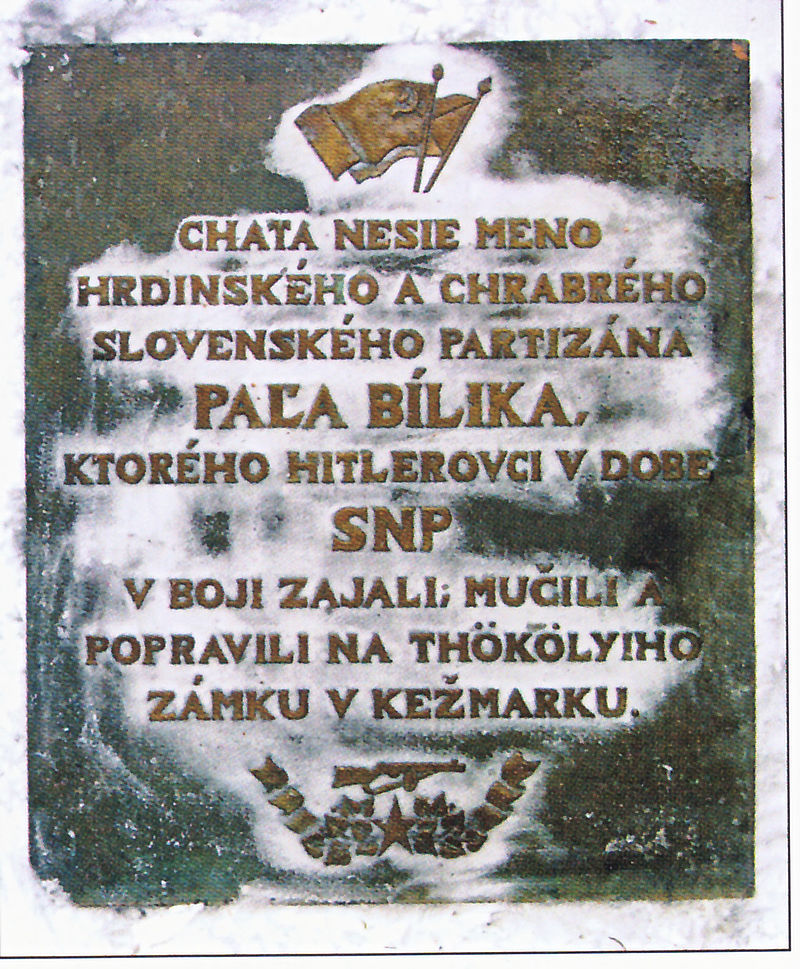 CHATA NESIE MENO
HRDINSKÉHO A CHRABRÉHO
SLOVENSKÉHO PARTIZÁNA
PAĽA BÍLIKA,
KTORÉHO HITLEROVCI V DOBE
SNP
V BOJI ZAJALI, MUČILI A
POPRAVILI NA THÖKÖLYIHO
ZÁMKU V KEŽMARKU.